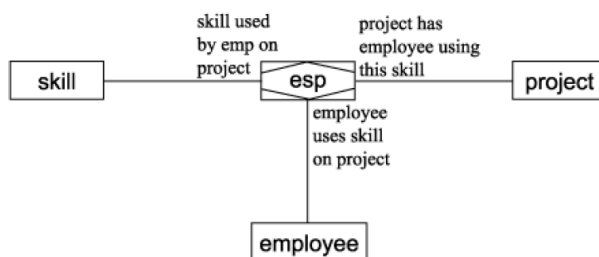 skill used
by emp on
project
project has
employee using
this skill
skill
esp
project
employee
uses skill
on project
employee